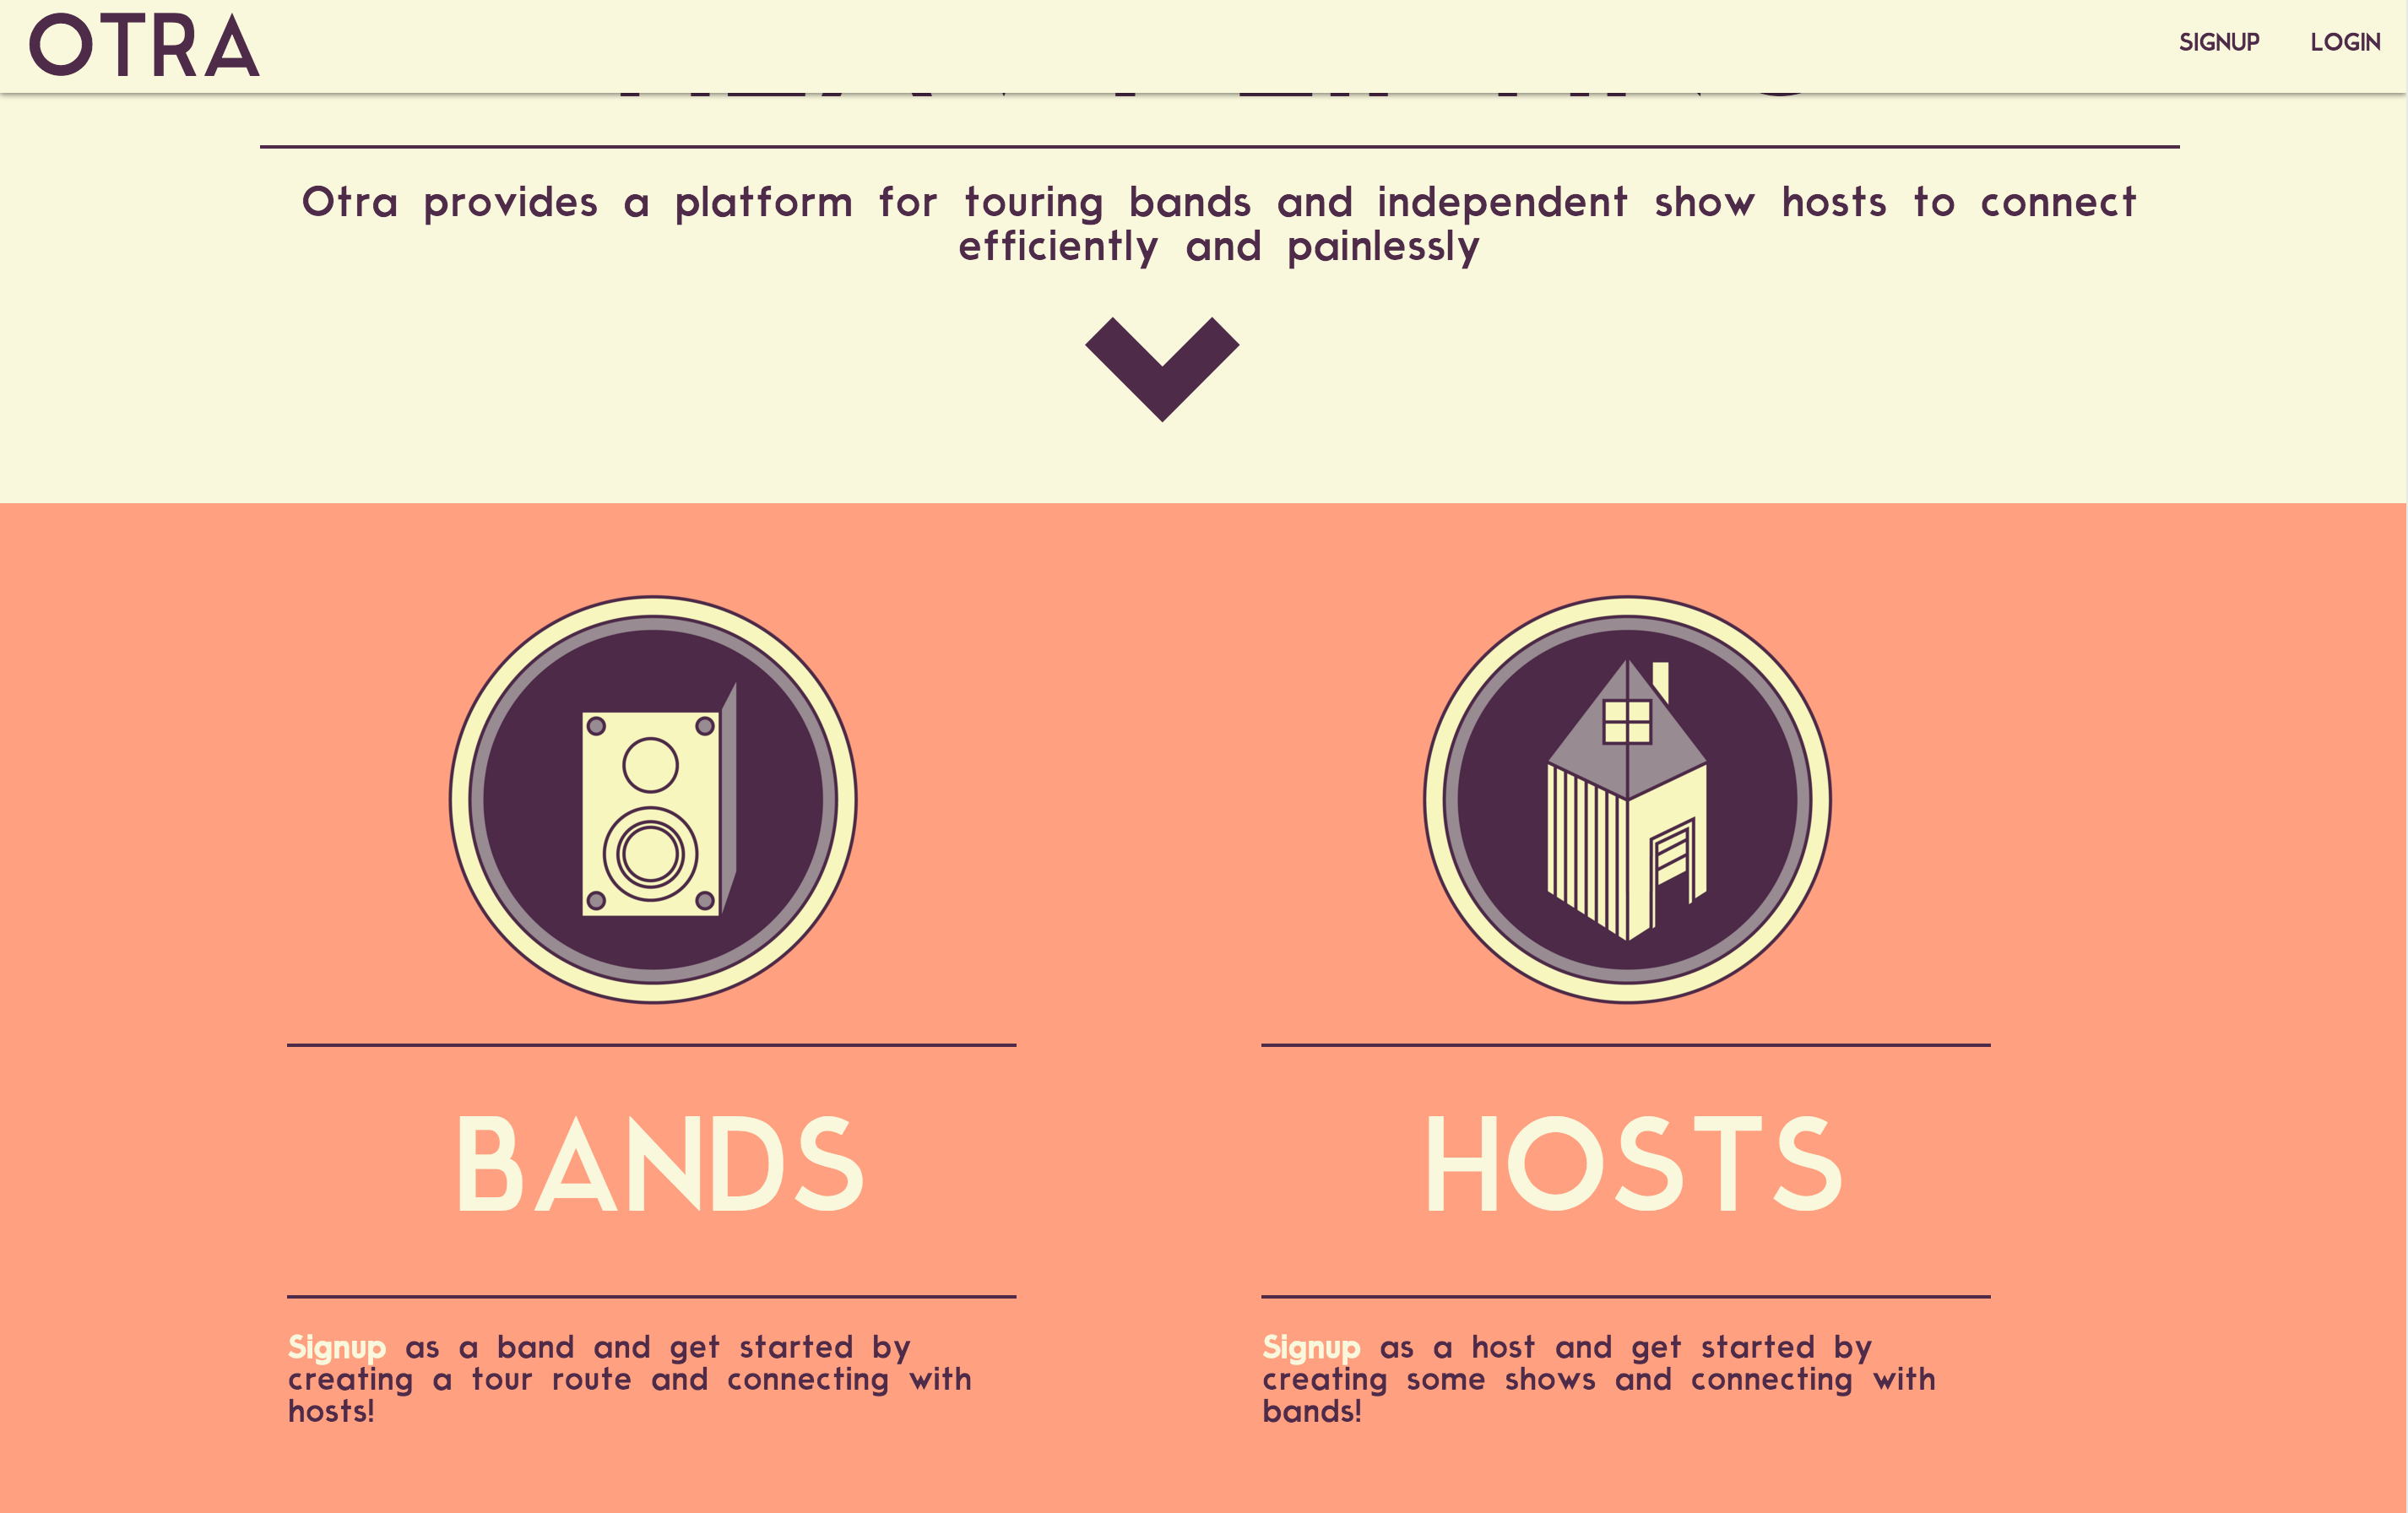 OTRA
SIGNUP LOGIN
Otra provides a platform for touring bands and independent show hosts to connect
efficiently and painlessly
BANDS
HOSTS
Signup as a band and get started by
creating a tour route and connecting with
hosts!
Signup as a host and get started by
creating some shows and connecting with
bands!